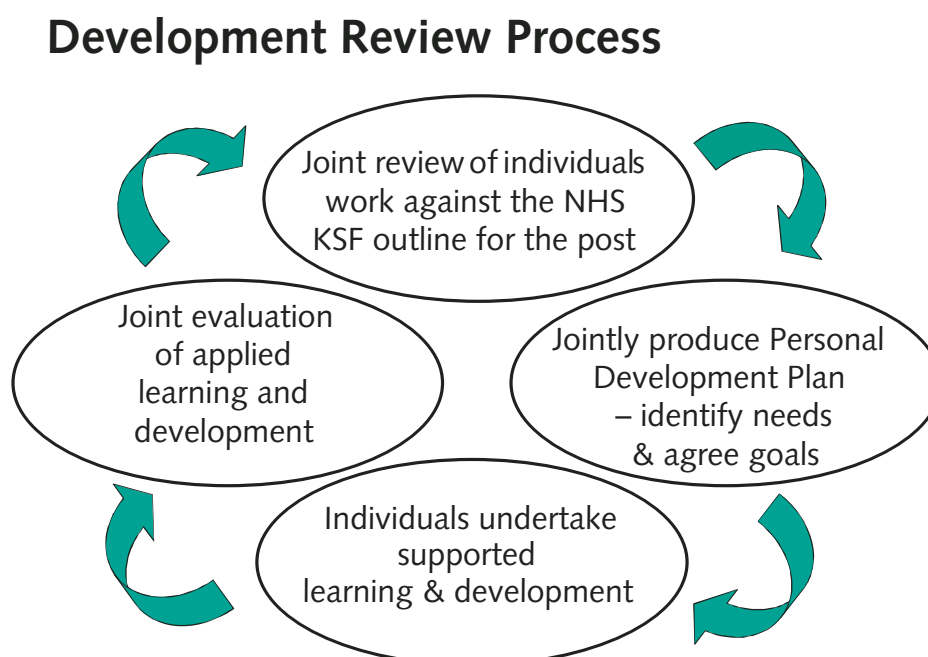 Development Review Process
Joint review of individuals
work against the NHS
KSF outline for the post
Jointly produce Personal
Development Plan
– identify needs
& agree goals
Individuals undertake
supported
learning & development
Joint evaluation
of applied
learning and
development